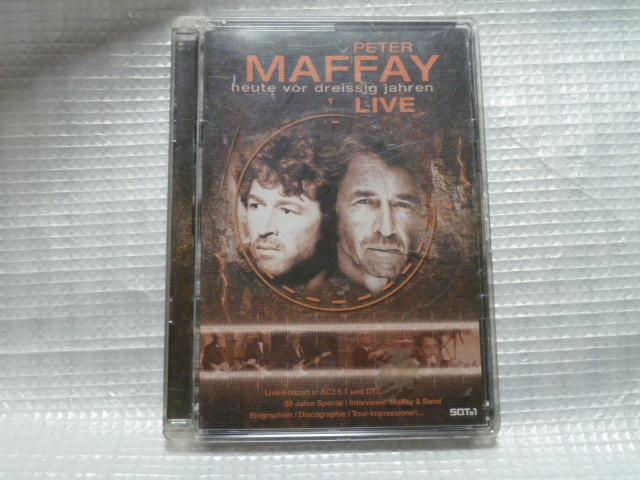 PETER
MAFFAY
heute vor dreissig jahren
LIVE
Live-Konzert in AC3 5.1 und DTS
30 Jahre Special | Interviews: Maffay & Band
Biographien | Discographie | Tour-Impressionen...
SAT.1